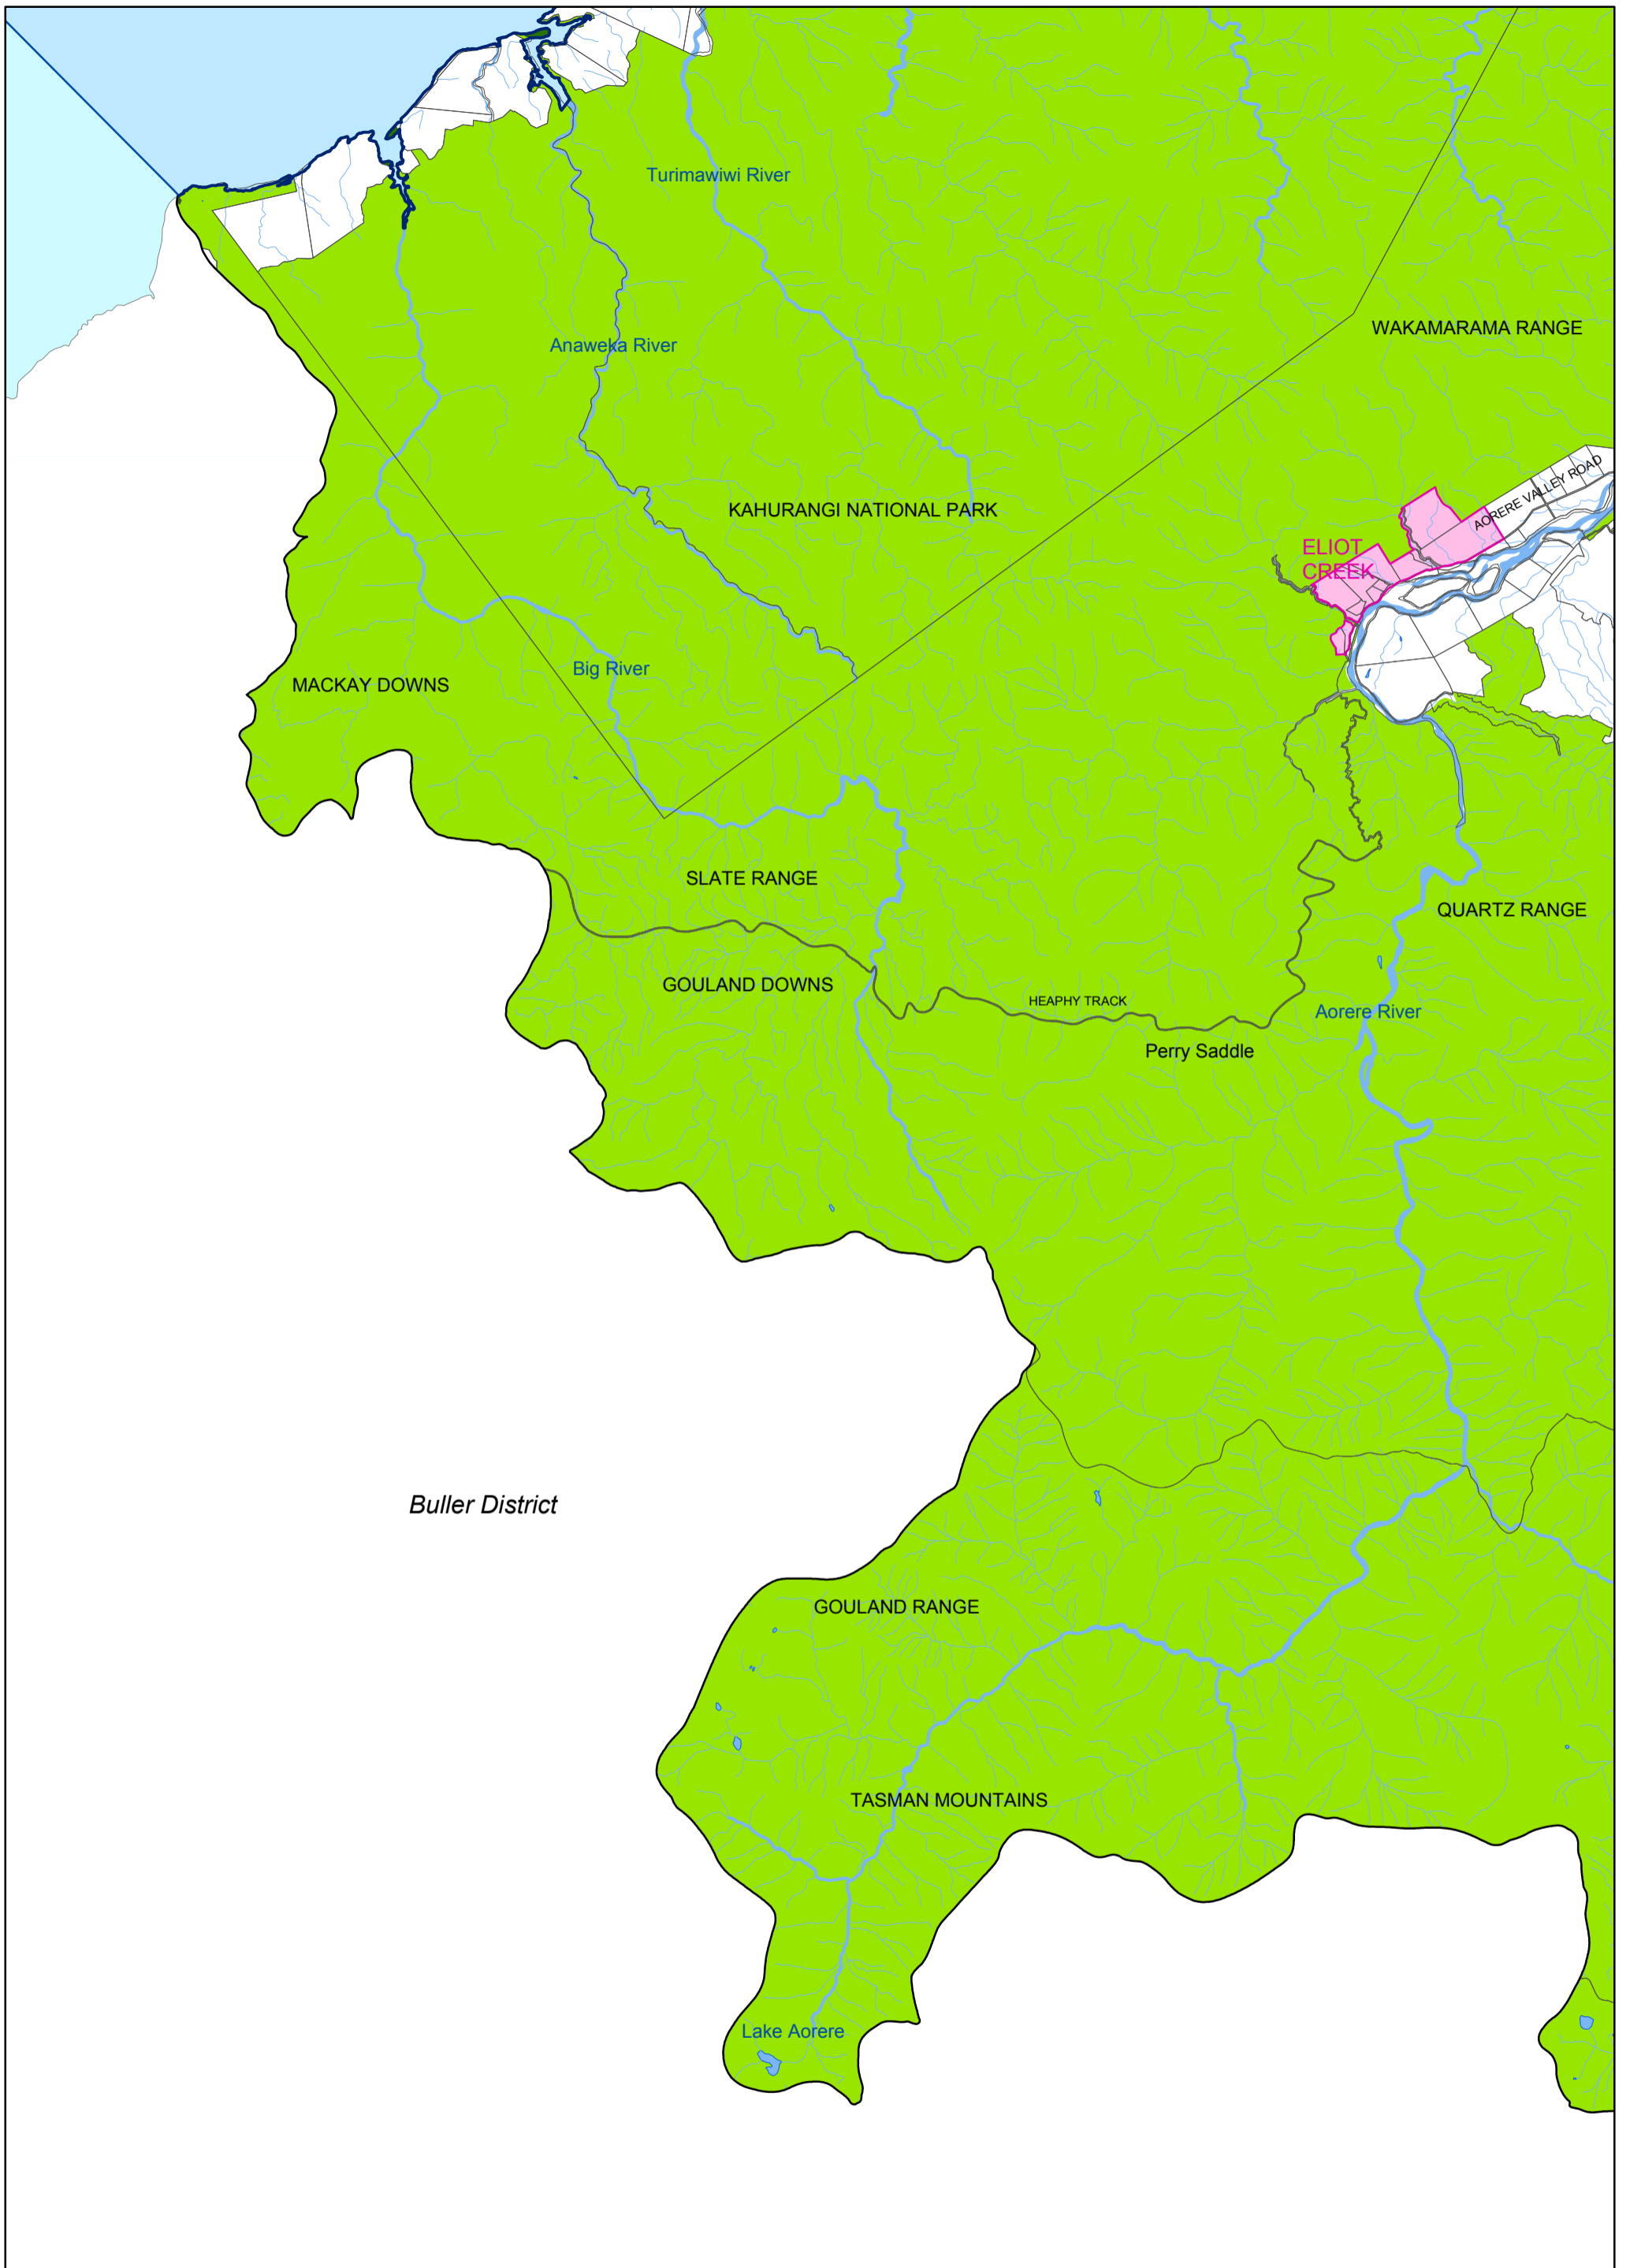 Turimawiwi River
WAKAMARAMA RANGE
Anaweka River
AORERE VALLEY ROAD
KAHURANGI NATIONAL PARK
ELIOT
CREEK
Big River
MACKAY DOWNS
SLATE RANGE
QUARTZ RANGE
GOULAND DOWNS
HEAPHY TRACK
Aorere River
Perry Saddle
Buller District
GOULAND RANGE
TASMAN MOUNTAINS
Lake Aorere